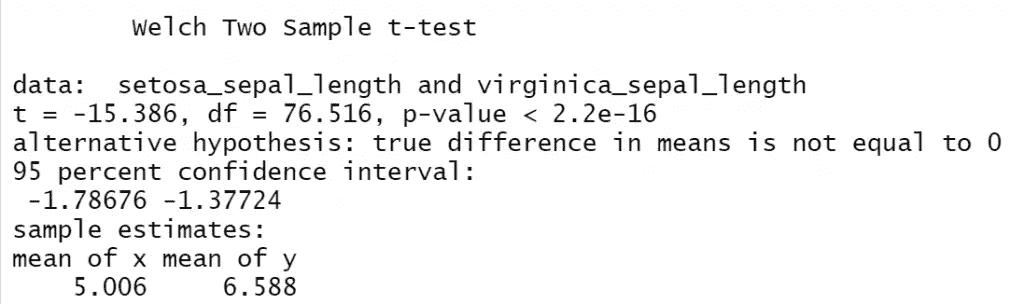 Welch Two Sample t-test
data:  setosa_sepal_length and virginica_sepal_length
t = -15.386, df = 76.516, p-value < 2.2e-16
alternative hypothesis: true difference in means is not equal to 0
95 percent confidence interval:
-1.78676 -1.37724
sample estimates:
mean of x mean of y
5.006     6.588